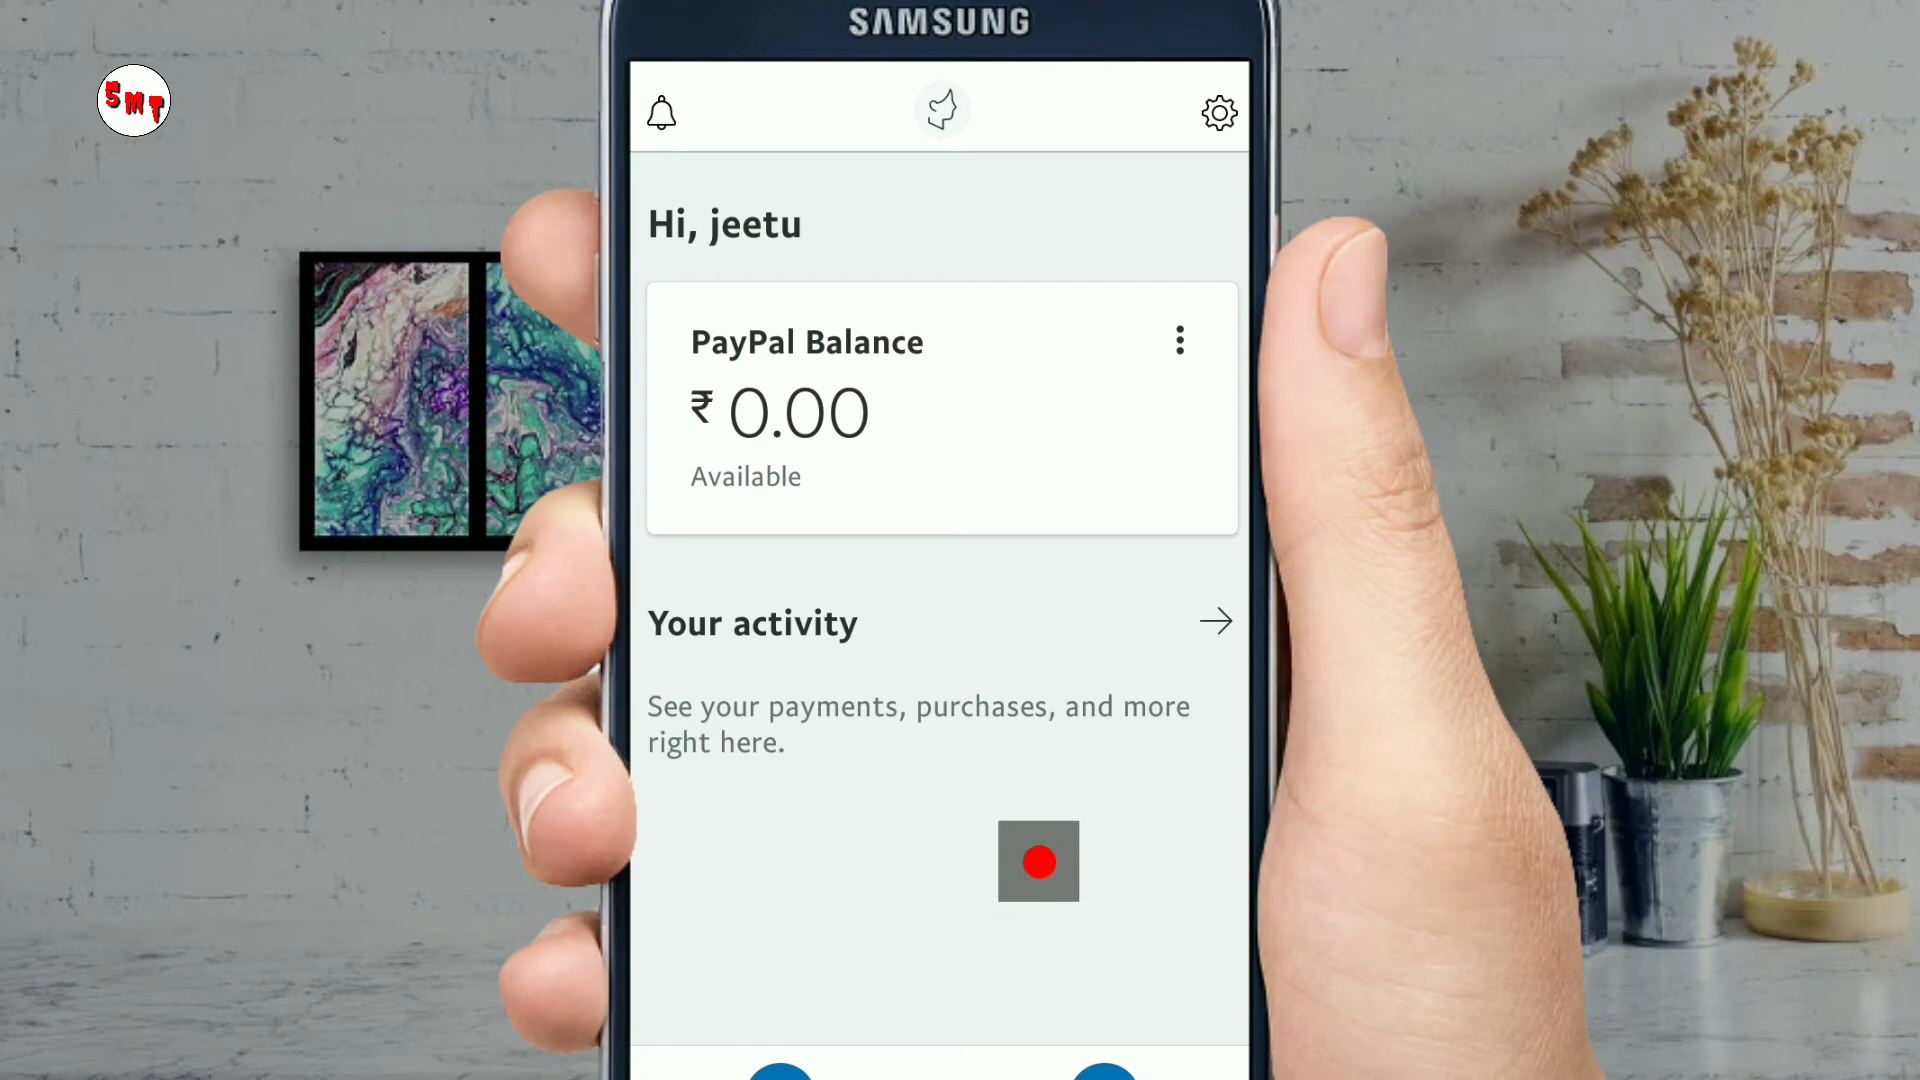 SAMSUNG
SMT
Hi, jeetu
PayPal Balance
₹ 0.00
Available
Your activity
See your payments, purchases, and more
right here.